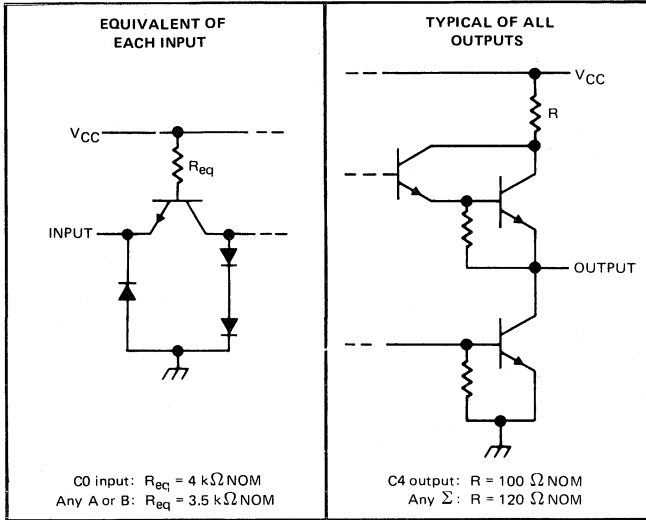 EQUIVALENT OF
EACH INPUT
VCC
Req
INPUT
C0 input: Req = 4 kΩ NOM
Any A or B: Req = 3.5 kΩ NOM
TYPICAL OF ALL
OUTPUTS
VCC
R
OUTPUT
C4 output: R = 100 Ω NOM
Any Σ: R = 120 Ω NOM